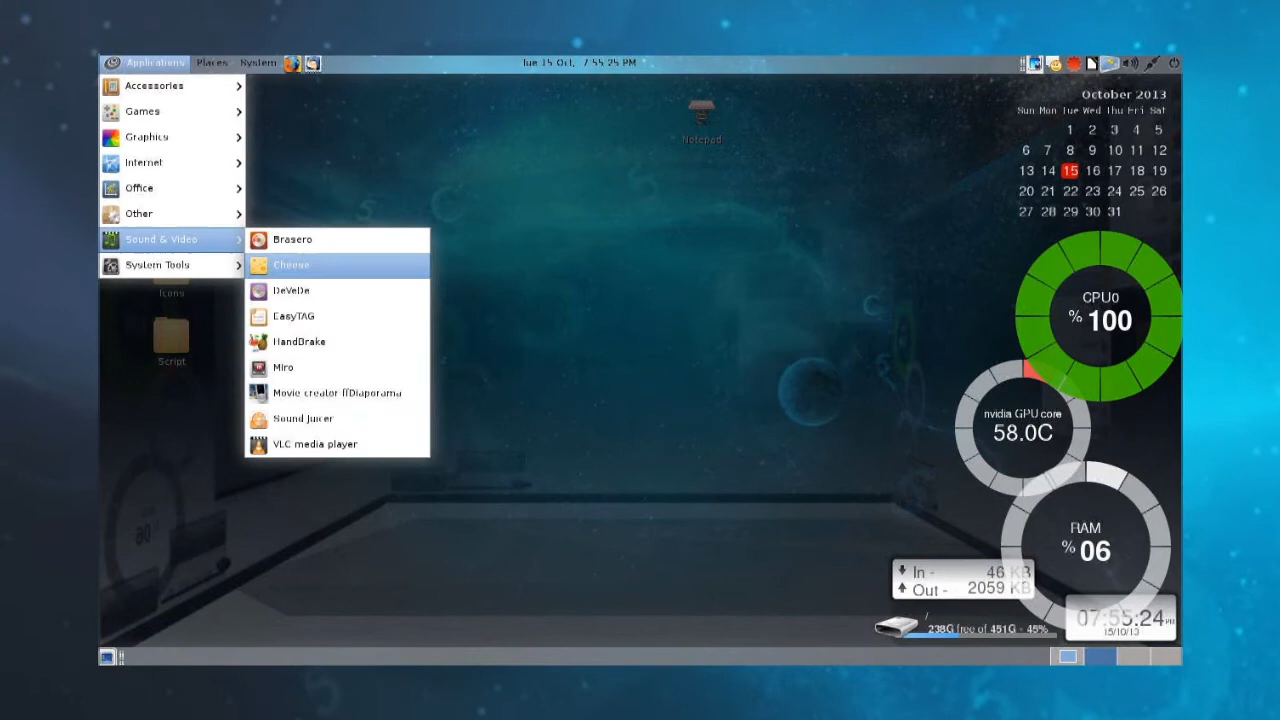 Applications Places System Tue 15 Oct, 7:55:25 PM
Accessories
Games
Graphics
Internet
Office
Other
Sound & Video
System Tools
Brasero
Cheese
DeVeDe
EasyTAG
HandBrake
Miro
Movie creator ffDiaporama
Sound Juicer
VLC media player
Icons
Script
Notepad
October 2013
Sun Mon Tue Wed Thu Fri Sat
1 2 3 4 5
6 7 8 9 10 11 12
13 14 15 16 17 18 19
20 21 22 23 24 25 26
27 28 29 30 31
CPU0
% 100
nvidia GPU core
58.0C
RAM
% 06
In - 46 KB
Out - 2059 KB
/
238G free of 451G - 45%
07:55:24 PM
15/10/13